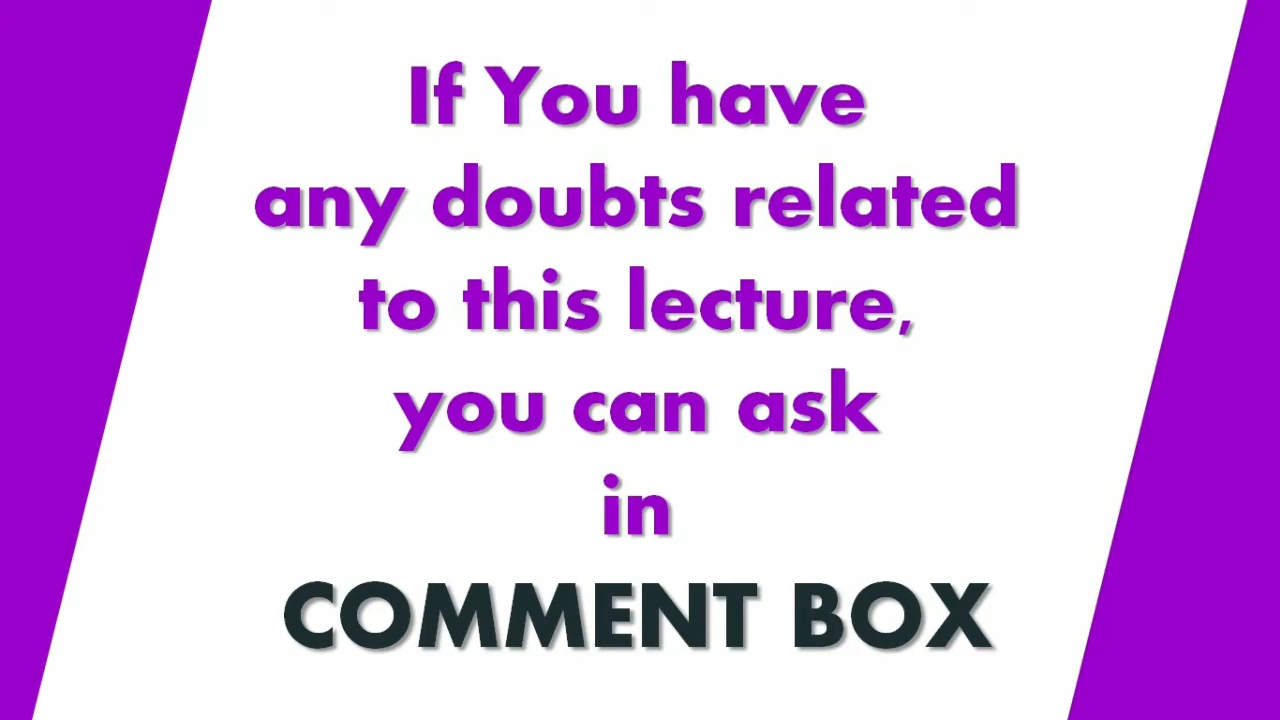 If You have
any doubts related
to this lecture,
you can ask
in
COMMENT BOX